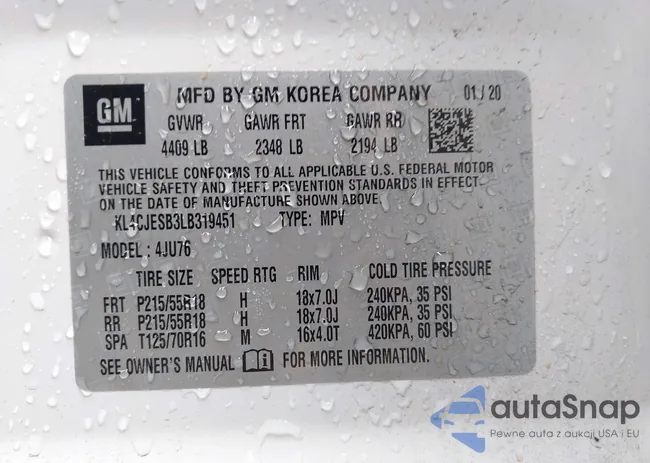 GM MFD BY GM KOREA COMPANY 01/20
GVWR GAWR FRT GAWR RR
4409 LB 2348 LB 2194 LB
THIS VEHICLE CONFORMS TO ALL APPLICABLE U.S. FEDERAL MOTOR
VEHICLE SAFETY AND THEFT PREVENTION STANDARDS IN EFFECT
ON THE DATE OF MANUFACTURE SHOWN ABOVE.
KL4CJESB3LB319451 TYPE: MPV
MODEL: 4JU76
TIRE SIZE SPEED RTG RIM COLD TIRE PRESSURE
FRT P215/55R18 H 18x7.0J 240KPA, 35 PSI
RR P215/55R18 H 18x7.0J 240KPA, 35 PSI
SPA T125/70R16 M 16x4.0T 420KPA, 60 PSI
SEE OWNER'S MANUAL FOR MORE INFORMATION.
autaSnap
Pewne auta z aukcji USA i EU